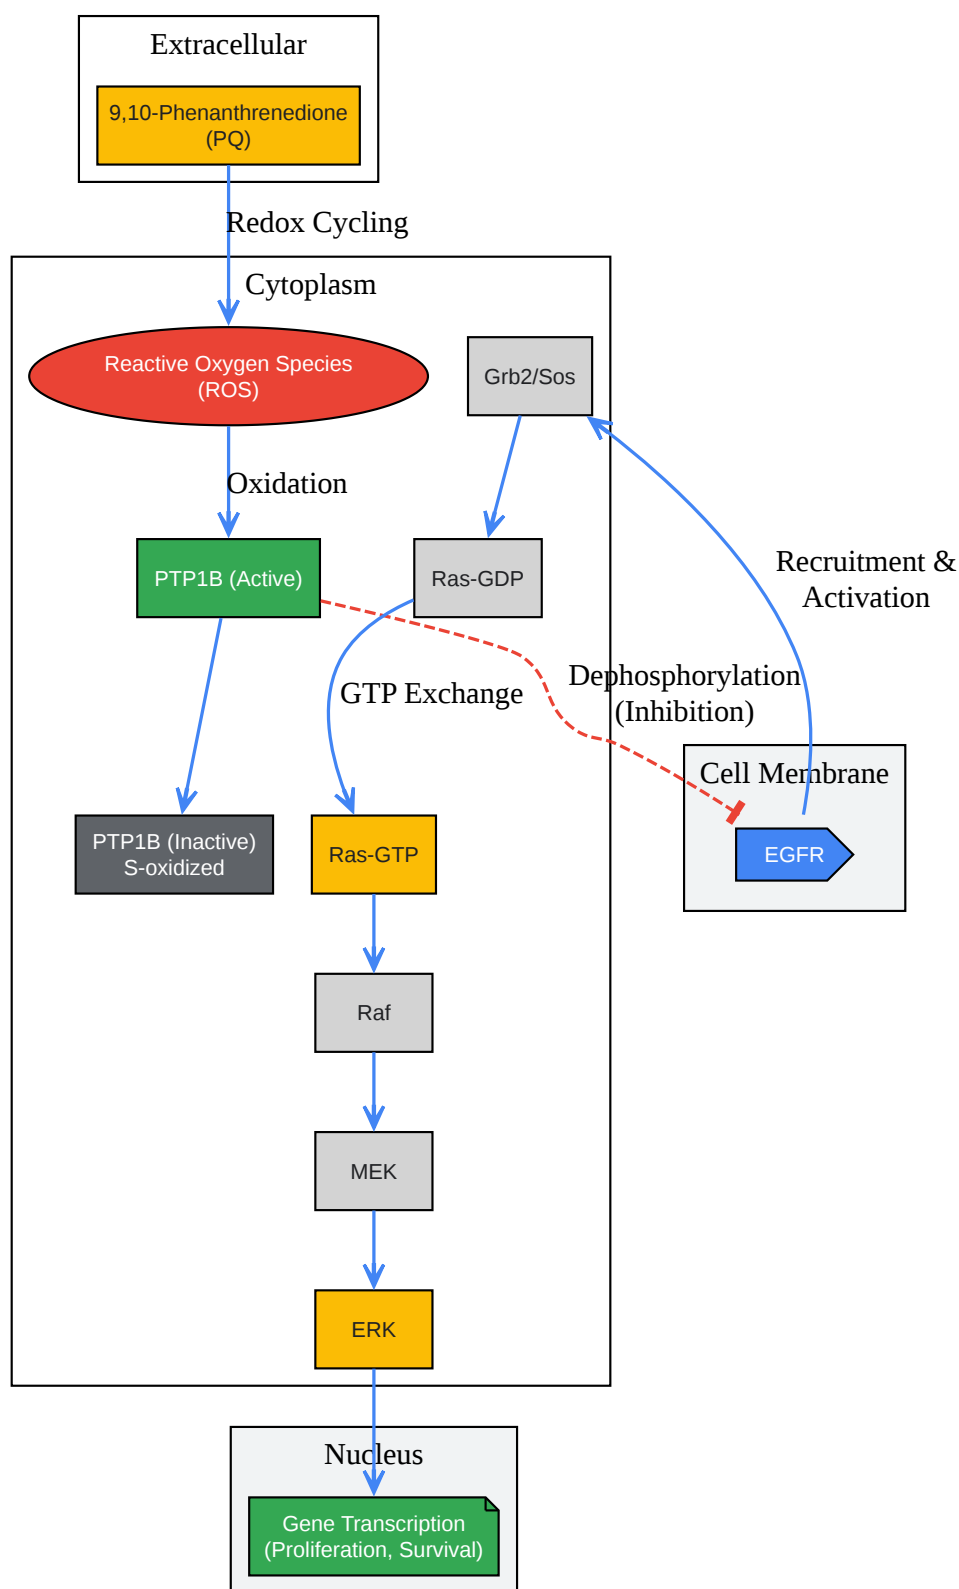 Extracellular
9,10-Phenanthrenedione
(PQ)
Redox Cycling
Cytoplasm
Reactive Oxygen Species
(ROS)
Grb2/Sos
Oxidation
PTP1B (Active)
Ras-GDP
Recruitment &
Activation
Dephosphorylation
(Inhibition)
GTP Exchange
Cell Membrane
EGFR
PTP1B (Inactive)
S-oxidized
Ras-GTP
Raf
MEK
ERK
Nucleus
Gene Transcription
(Proliferation, Survival)